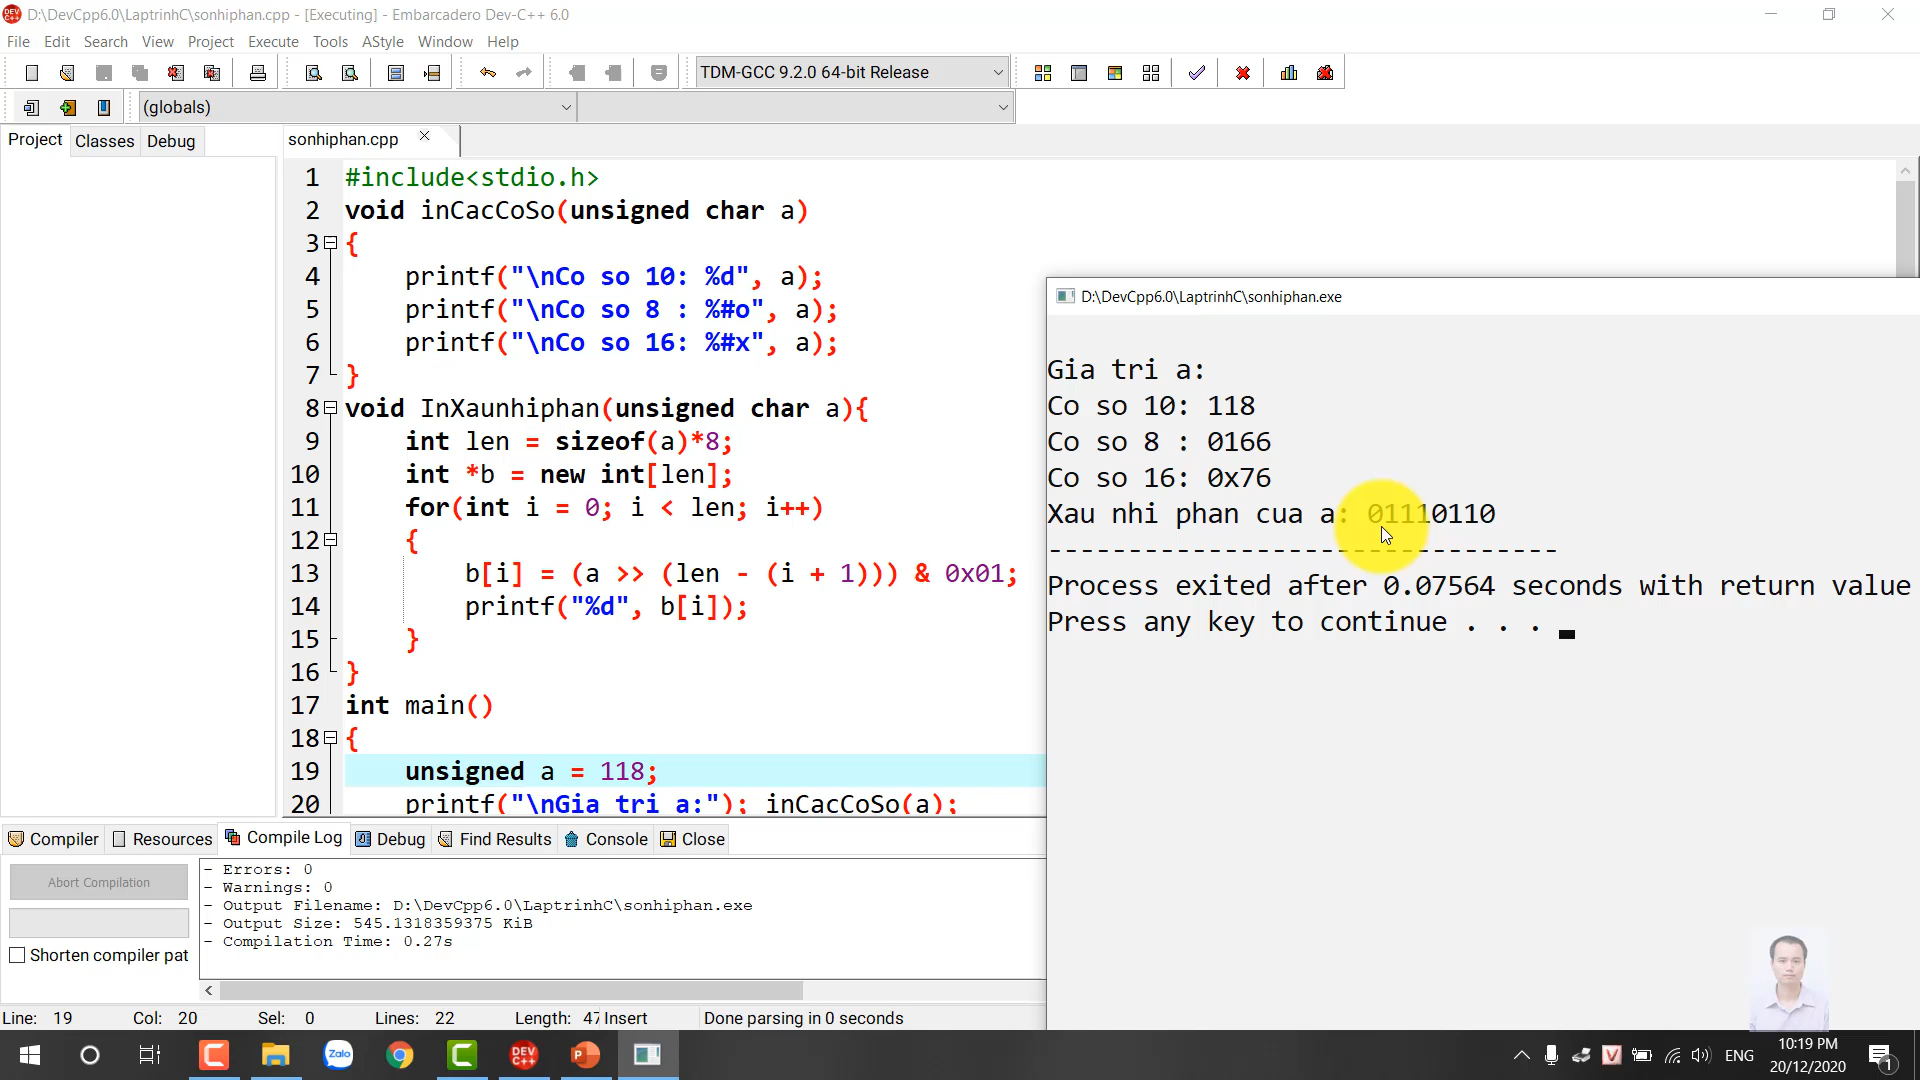 D:\DevCpp6.0\LaptrinhC\sonhiphan.cpp - [Executing] - Embarcadero Dev-C++ 6.0
File Edit Search View Project Execute Tools AStyle Window Help
TDM-GCC 9.2.0 64-bit Release
(globals)
Project Classes Debug
sonhiphan.cpp
1 #include<stdio.h>
2 void inCacCoSo(unsigned char a)
3 {
4 printf("\nCo so 10: %d", a);
5 printf("\nCo so 8 : %#o", a);
6 printf("\nCo so 16: %#x", a);
7 }
8 void InXaunhiphan(unsigned char a){
9 int len = sizeof(a)*8;
10 int *b = new int[len];
11 for(int i = 0; i < len; i++)
12 {
13 b[i] = (a >> (len - (i + 1))) & 0x01;
14 printf("%d", b[i]);
15 }
16 }
17 int main()
18 {
19 unsigned a = 118;
20 printf("\nGia tri a:"); inCacCoSo(a);
D:\DevCpp6.0\LaptrinhC\sonhiphan.exe
Gia tri a:
Co so 10: 118
Co so 8 : 0166
Co so 16: 0x76
Xau nhi phan cua a: 01110110
--------------------------------
Process exited after 0.07564 seconds with return value
Press any key to continue . . .
Compiler Resources Compile Log Debug Find Results Console Close
Abort Compilation
Shorten compiler pat
- Errors: 0
- Warnings: 0
- Output Filename: D:\DevCpp6.0\LaptrinhC\sonhiphan.exe
- Output Size: 545.1318359375 KiB
- Compilation Time: 0.27s
Line: 19 Col: 20 Sel: 0 Lines: 22 Length: 47 Insert Done parsing in 0 seconds
Zalo
DEV C++
ENG
10:19 PM
20/12/2020
1